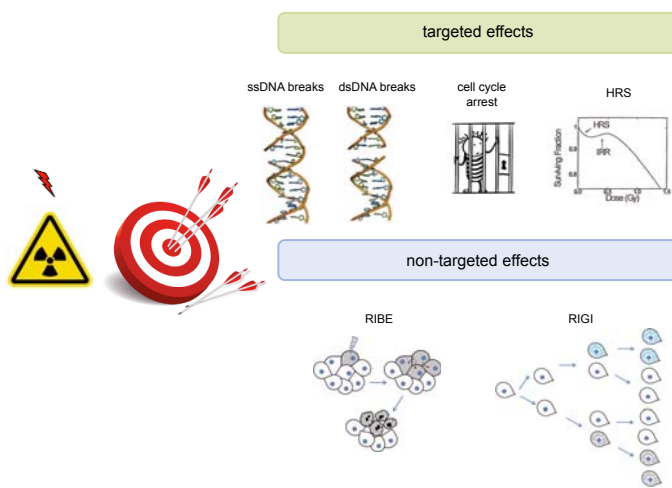 targeted effects
ssDNA breaks
dsDNA breaks
cell cycle
arrest
HRS
HRS
IRR
Surviving Fraction
Dose (Gy)
non-targeted effects
RIBE
RIGI